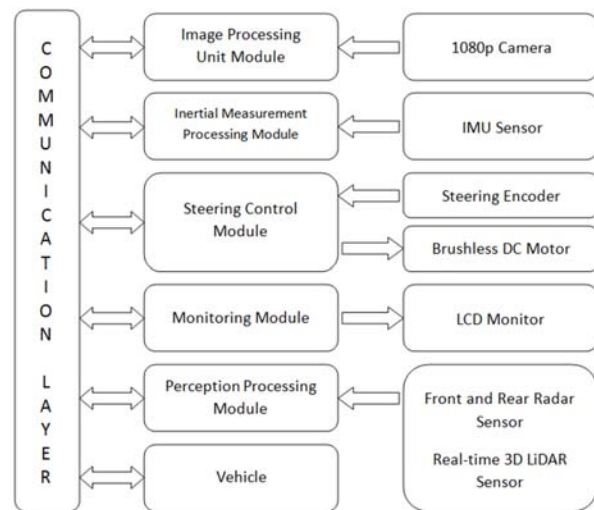 COMMUNICATION LAYER
Image Processing
Unit Module
1080p Camera
Inertial Measurement
Processing Module
IMU Sensor
Steering Control
Module
Steering Encoder
Brushless DC Motor
Monitoring Module
LCD Monitor
Perception Processing
Module
Front and Rear Radar
Sensor
Real-time 3D LiDAR
Sensor
Vehicle